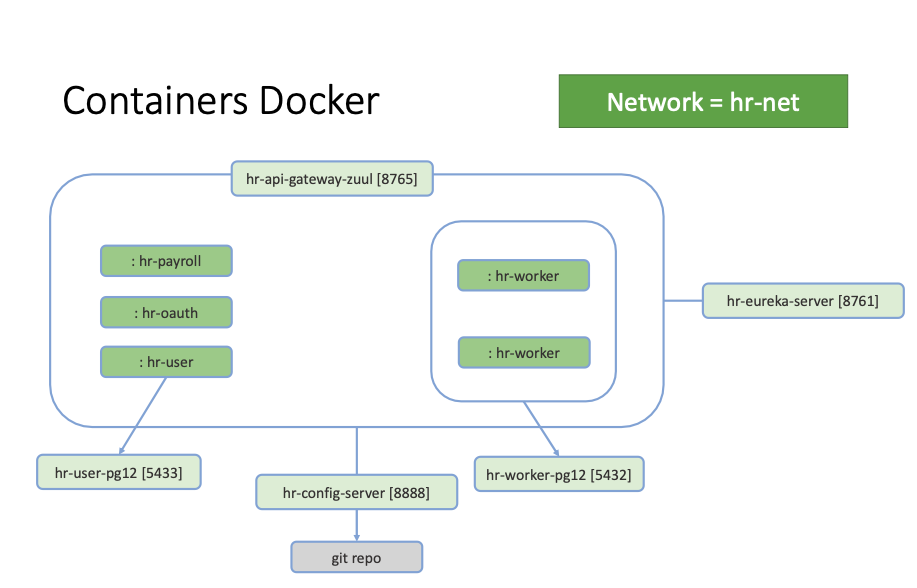 Containers Docker
Network = hr-net
hr-api-gateway-zuul [8765]
: hr-payroll
: hr-worker
hr-eureka-server [8761]
: hr-oauth
: hr-worker
: hr-user
hr-user-pg12 [5433]
hr-config-server [8888]
hr-worker-pg12 [5432]
git repo